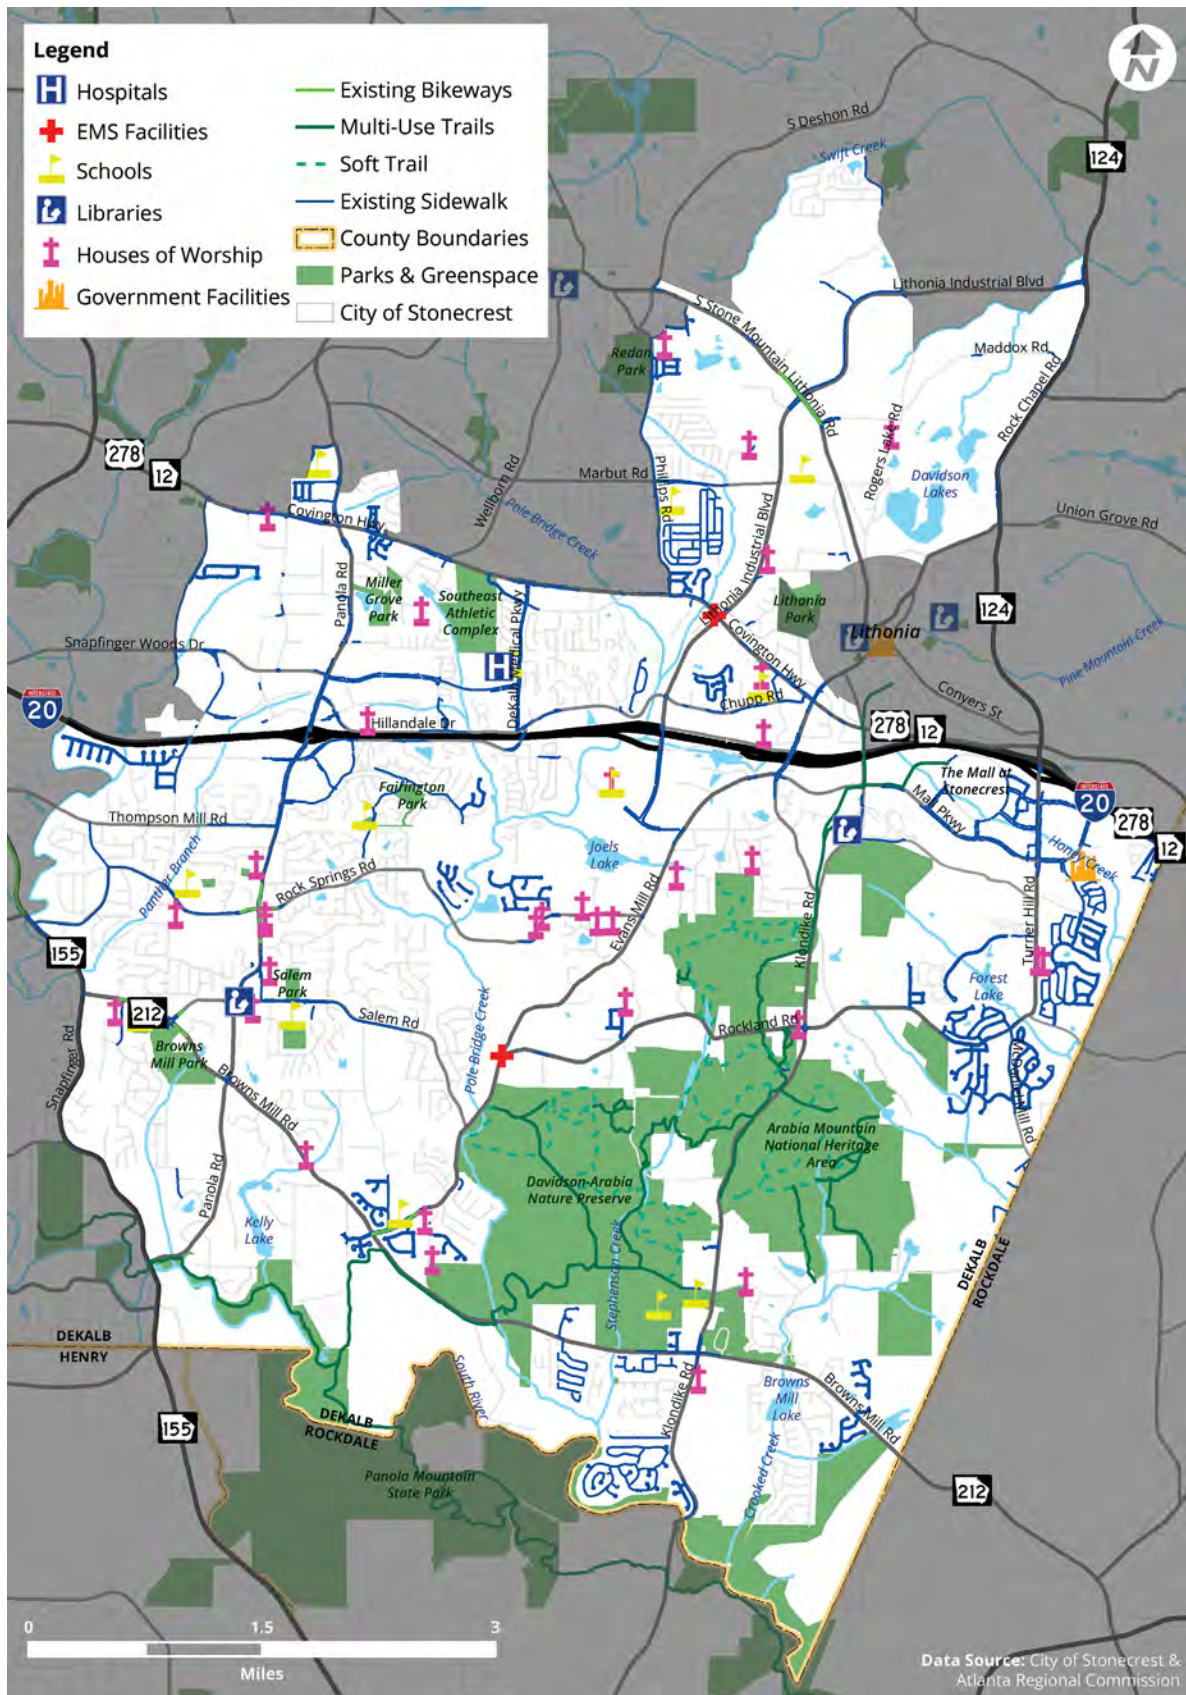 Legend
Hospitals
EMS Facilities
Schools
Libraries
Houses of Worship
Government Facilities
Existing Bikeways
Multi-Use Trails
Soft Trail
Existing Sidewalk
County Boundaries
Parks & Greenspace
City of Stonecrest
N
S Deshon Rd
Swift Creek
124
Lithonia Industrial Blvd
S Stone Mountain Lithonia Rd
Maddox Rd
Redan
Park
Rock Chapel Rd
Rogers Lake Rd
278
12
Marbut Rd
Phillips Rd
Davidson
Lakes
Wellborn Rd
Covington Hwy
Pole Bridge Creek
Lithonia Industrial Blvd
Union Grove Rd
Panola Rd
Miller
Grove
Park
Southeast
Athletic
Complex
DeKalb Medical Pkwy
Lithonia
Park
124
Lithonia
Covington Hwy
Snapfinger Woods Dr
Pine Mountain Creek
20
Hillandale Dr
Chupp Rd
Conyers St
278
12
The Mall at
Stonecrest
Fairington
Park
Mall Pkwy
20
278
12
Thompson Mill Rd
Joels
Lake
Honey Creek
Panther Branch
Rock Springs Rd
Evans Mill Rd
Klondike Rd
Turner Hill Rd
155
Salem
Park
Forest
Lake
212
Salem Rd
Pole Bridge Creek
Rockland Rd
Snapfinger Rd
Browns
Mill Park
Browns Mill Rd
McDaniel Mill Rd
Arabia Mountain
National Heritage
Area
Panola Rd
Davidson-Arabia
Nature Preserve
Kelly
Lake
Stephenson Creek
DEKALB
ROCKDALE
DEKALB
HENRY
South River
Klondike Rd
Browns
Mill
Lake
Browns Mill Rd
DEKALB
ROCKDALE
155
Panola Mountain
State Park
Crooked Creek
212
0 1.5 3
Miles
Data Source: City of Stonecrest &
Atlanta Regional Commission